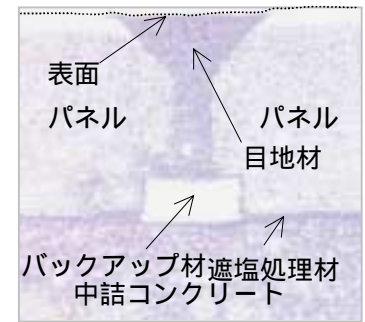 表面
パネル パネル
目地材
バックアップ材 遮塩処理材
中詰コンクリート